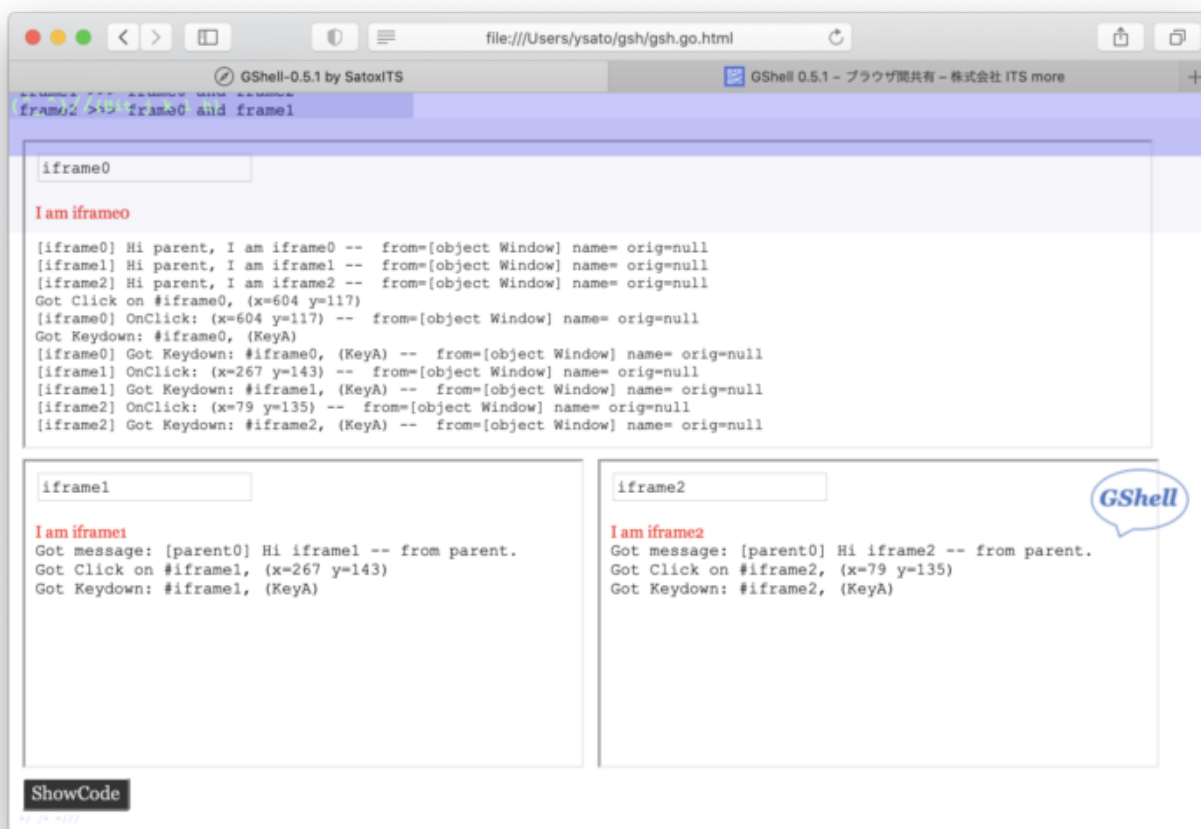 file:///Users/ysato/gsh/gsh.go.html
GShell-0.5.1 by SatoxITS
GShell 0.5.1 – ブラウザ間共有 – 株式会社 ITS more
frame0 and frame2
frame2 >>> frame0 and frame1
iframe0
I am iframe0
[iframe0] Hi parent, I am iframe0 --  from=[object Window] name= orig=null
[iframe1] Hi parent, I am iframe1 --  from=[object Window] name= orig=null
[iframe2] Hi parent, I am iframe2 --  from=[object Window] name= orig=null
Got Click on #iframe0, (x=604 y=117)
[iframe0] OnClick: (x=604 y=117) --  from=[object Window] name= orig=null
Got Keydown: #iframe0, (KeyA)
[iframe0] Got Keydown: #iframe0, (KeyA) --  from=[object Window] name= orig=null
[iframe1] OnClick: (x=267 y=143) --  from=[object Window] name= orig=null
[iframe1] Got Keydown: #iframe1, (KeyA) --  from=[object Window] name= orig=null
[iframe2] OnClick: (x=79 y=135) --  from=[object Window] name= orig=null
[iframe2] Got Keydown: #iframe2, (KeyA) --  from=[object Window] name= orig=null
iframe1
I am iframe1
Got message: [parent0] Hi iframe1 -- from parent.
Got Click on #iframe1, (x=267 y=143)
Got Keydown: #iframe1, (KeyA)
iframe2
I am iframe2
Got message: [parent0] Hi iframe2 -- from parent.
Got Click on #iframe2, (x=79 y=135)
Got Keydown: #iframe2, (KeyA)
GShell
ShowCode
*/ /* *///